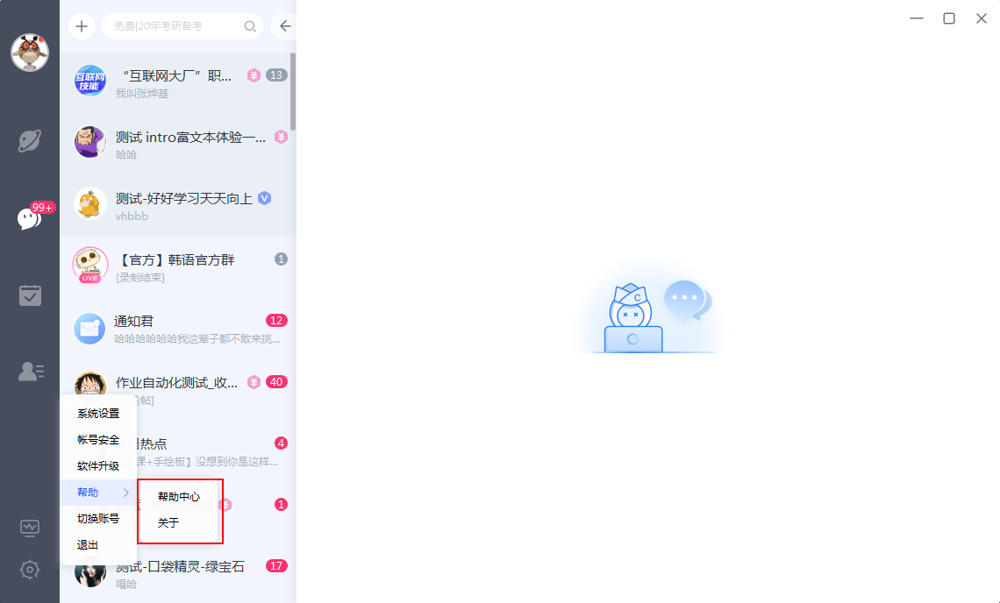 免费|20年考研备考
互联网
技能
“互联网大厂”职...
13
我叫张烨基
测试 intro富文本体验一...
哈哈
测试-好好学习天天向上
vhbbb
99+
【官方】韩语官方群
1
LIVE
[录制结束]
通知君
12
哈哈哈哈哈哈我这辈子都不敢来挑...
作业自动化测试_收...
40
帖]
系统设置
帐号安全
热点
4
课+手绘板】没想到你是这样...
软件升级
帮助
帮助中心
1
切换账号
关于
退出
测试-口袋精灵-绿宝石
17
嘎哈